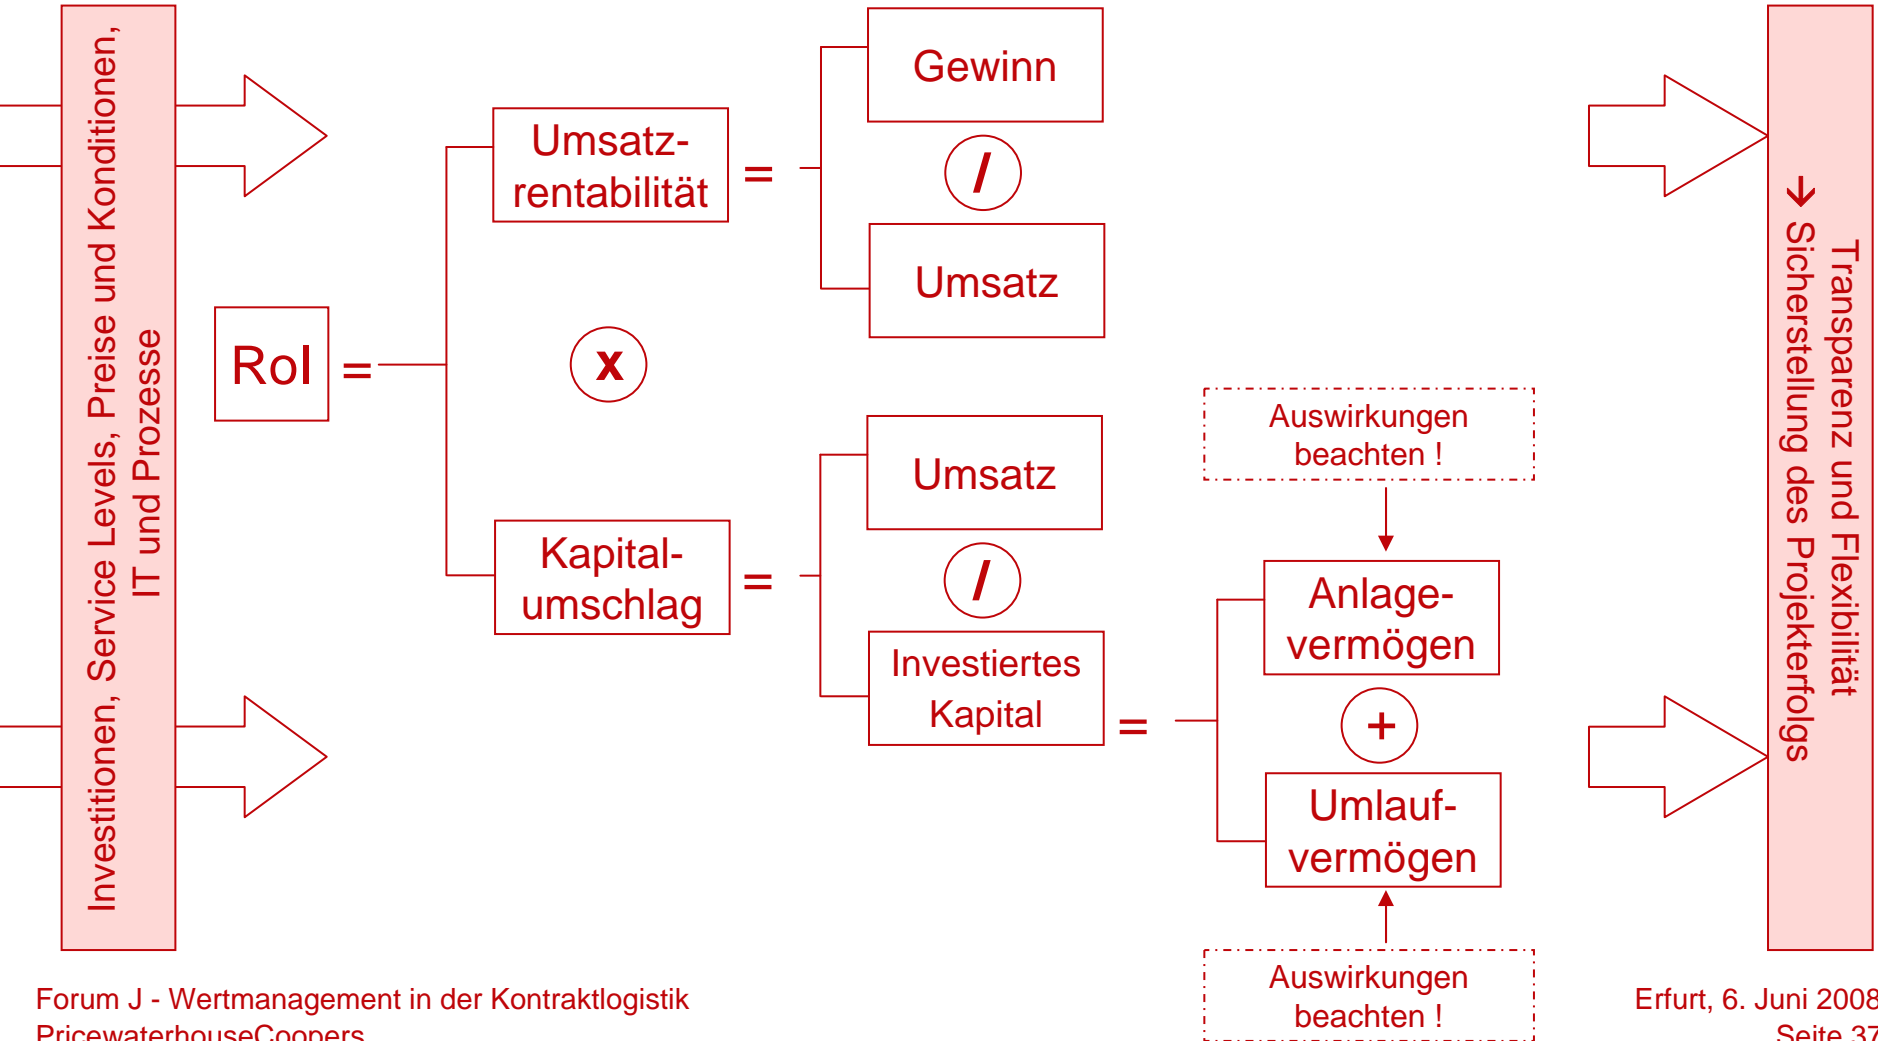 Investitionen, Service Levels, Preise und Konditionen,
IT und Prozesse
RoI
=
Umsatz-
rentabilität
=
Gewinn
/
Umsatz
x
Kapital-
umschlag
=
Umsatz
/
Investiertes
Kapital
=
Auswirkungen
beachten !
Anlage-
vermögen
+
Umlauf-
vermögen
Auswirkungen
beachten !
Transparenz und Flexibilität
→ Sicherstellung des Projekterfolgs
Forum J - Wertmanagement in der Kontraktlogistik
PricewaterhouseCoopers
Erfurt, 6. Juni 2008
Seite 37